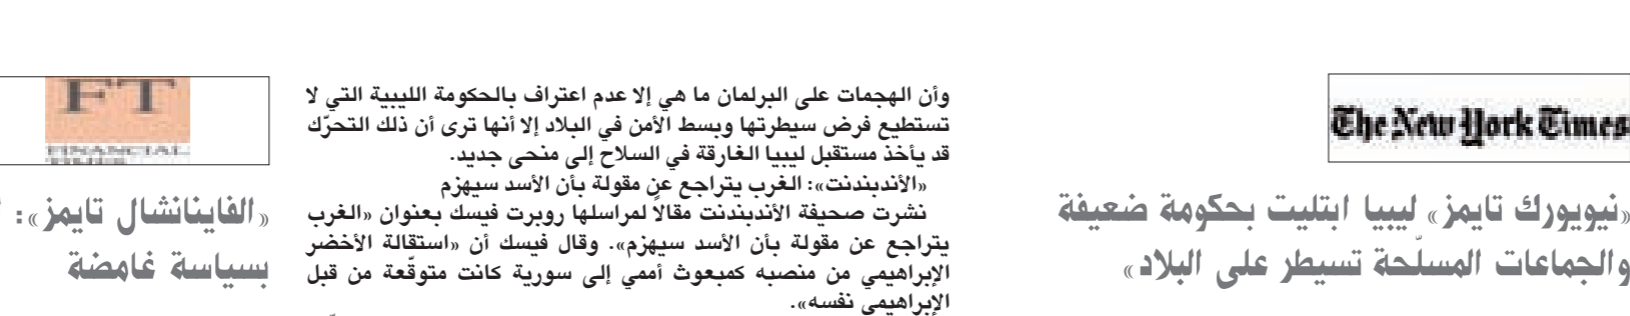 The New York Times
«نيويورك تايمز» ليبيا ابتليت بحكومة ضعيفة
والجماعات المسلّحة تسيطر على البلاد»
وأن الهجمات على البرلمان ما هي إلا عدم اعتراف بالحكومة الليبية التي لا
تستطيع فرض سيطرتها وبسط الأمن في البلاد إلا أنها ترى أن ذلك التحرّك
قد يأخذ مستقبل ليبيا الغارقة في السلاح إلى منحى جديد.
«الأندبندنت»: الغرب يتراجع عن مقولة بأن الأسد سيهزم
نشرت صحيفة الأندبندنت مقالاً لمراسلها روبرت فيسك بعنوان «الغرب
يتراجع عن مقولة بأن الأسد سيهزم». وقال فيسك أن «استقالة الأخضر
الإبراهيمي من منصبه كمبعوث أممي إلى سورية كانت متوقّعة من قبل
الإبراهيمي نفسه».
FT
FINANCIAL
TIMES
«الفاينانشال تايمز»:
بسياسة غامضة